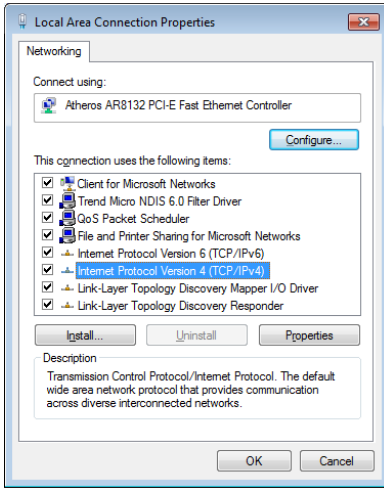 Local Area Connection Properties
Networking
Connect using:
Atheros AR8132 PCI-E Fast Ethernet Controller
Configure...
This connection uses the following items:
Client for Microsoft Networks
Trend Micro NDIS 6.0 Filter Driver
QoS Packet Scheduler
File and Printer Sharing for Microsoft Networks
Internet Protocol Version 6 (TCP/IPv6)
Internet Protocol Version 4 (TCP/IPv4)
Link-Layer Topology Discovery Mapper I/O Driver
Link-Layer Topology Discovery Responder
Install... Uninstall Properties
Description
Transmission Control Protocol/Internet Protocol. The default
wide area network protocol that provides communication
across diverse interconnected networks.
OK Cancel